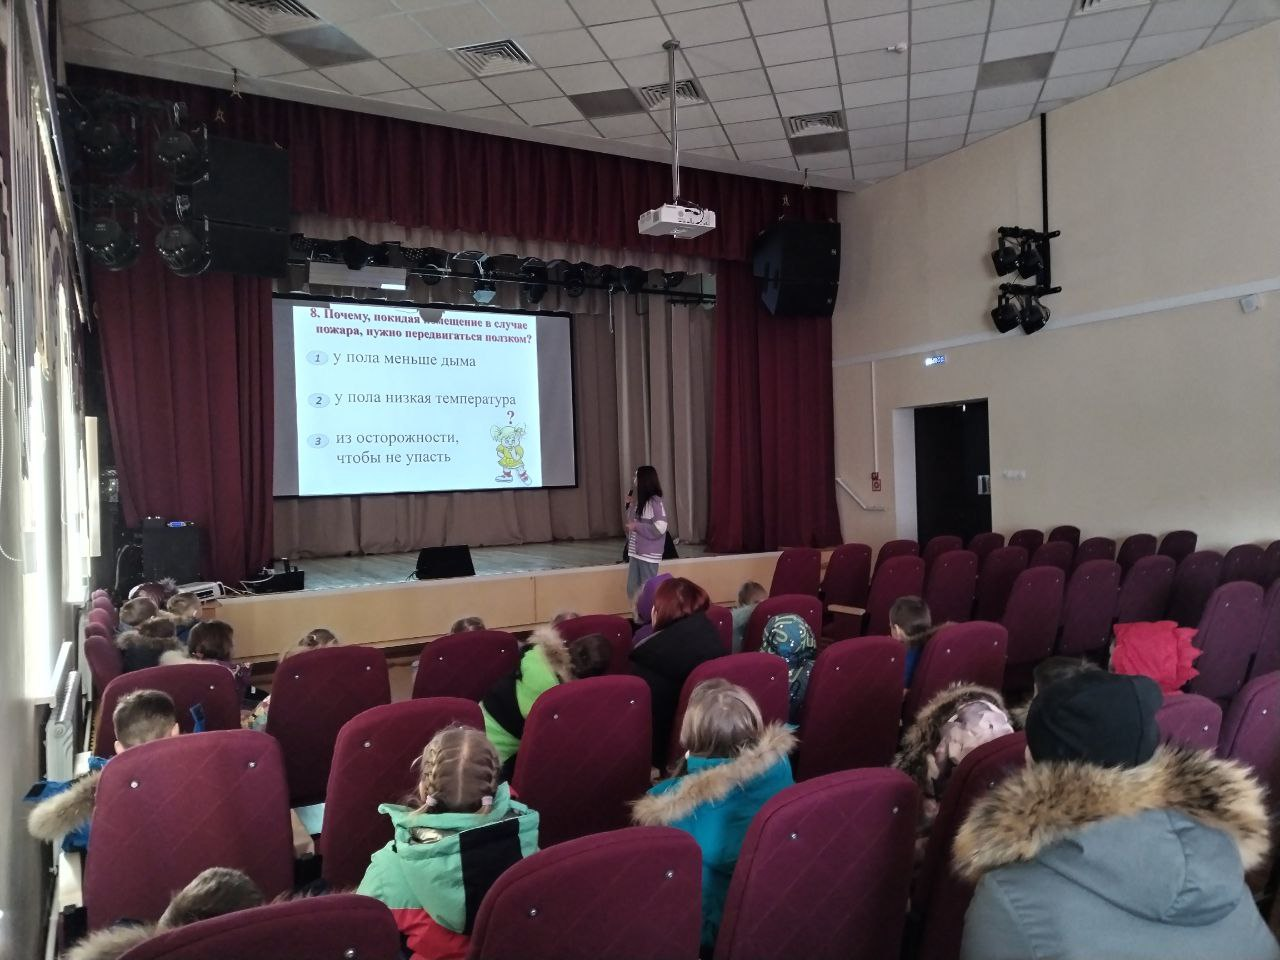 8. Почему, покидая помещение в случае
пожара, нужно передвигаться ползком?
1 у пола меньше дыма
2 у пола низкая температура
?
3 из осторожности,
чтобы не упасть